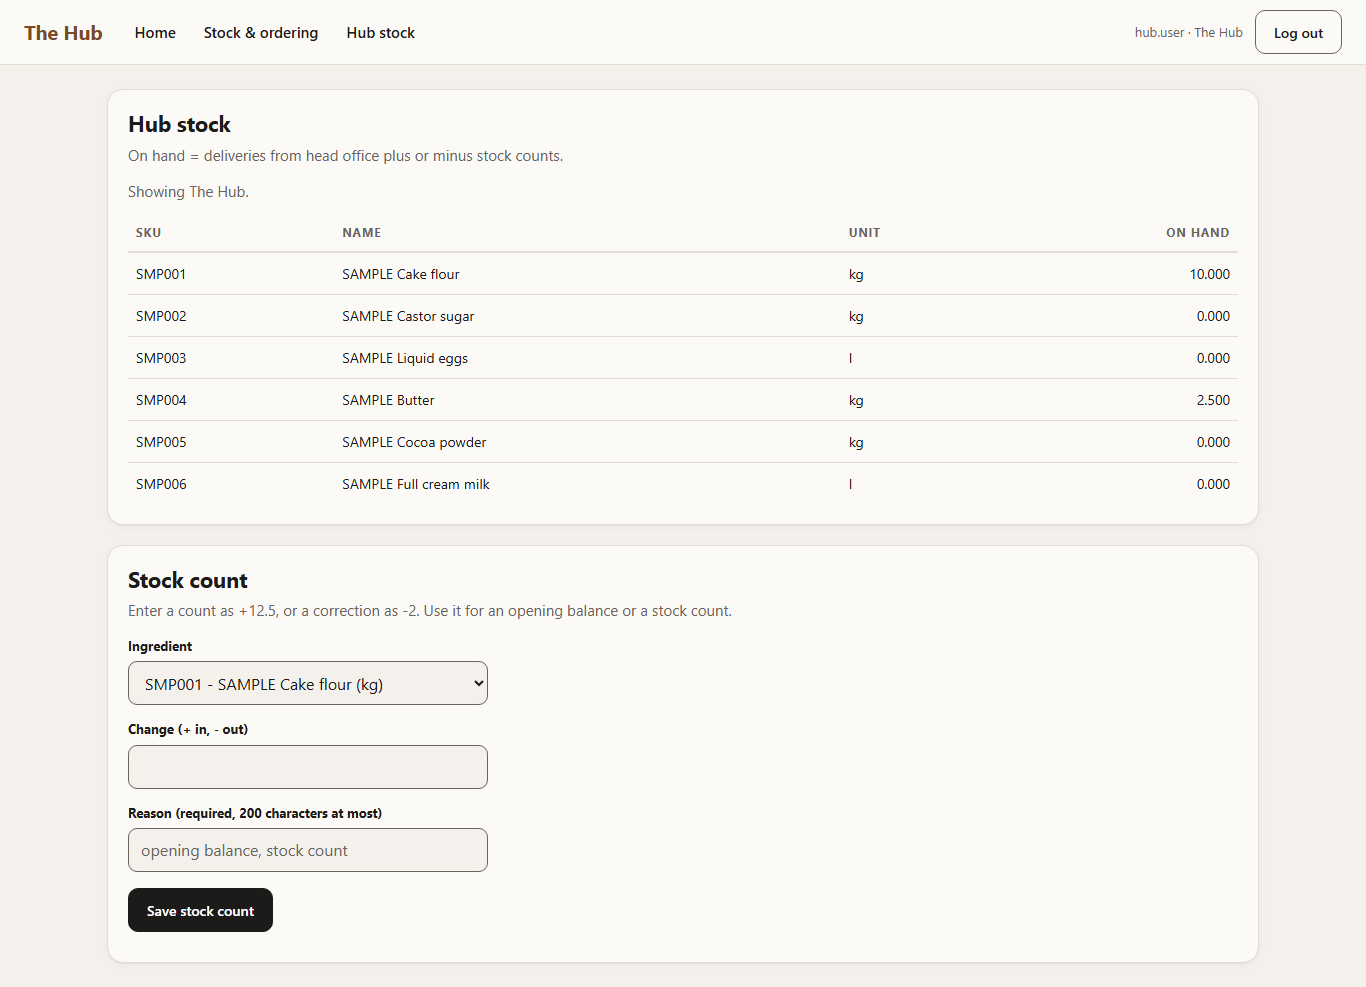 The Hub Home Stock & ordering Hub stock hub.user · The Hub Log out
Hub stock
On hand = deliveries from head office plus or minus stock counts.
Showing The Hub.
SKU NAME UNIT ON HAND
SMP001 SAMPLE Cake flour kg 10.000
SMP002 SAMPLE Castor sugar kg 0.000
SMP003 SAMPLE Liquid eggs l 0.000
SMP004 SAMPLE Butter kg 2.500
SMP005 SAMPLE Cocoa powder kg 0.000
SMP006 SAMPLE Full cream milk l 0.000
Stock count
Enter a count as +12.5, or a correction as -2. Use it for an opening balance or a stock count.
Ingredient
SMP001 - SAMPLE Cake flour (kg)
Change (+ in, - out)
Reason (required, 200 characters at most)
opening balance, stock count
Save stock count